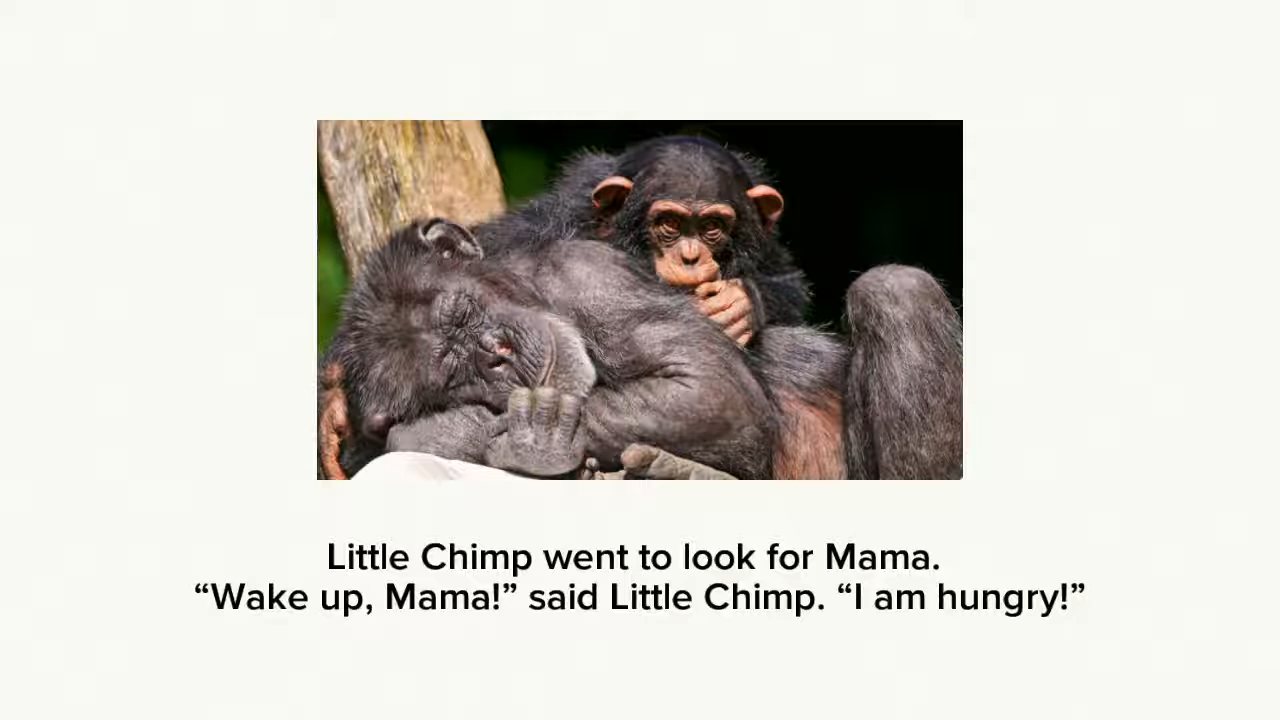 Little Chimp went to look for Mama.
“Wake up, Mama!” said Little Chimp. “I am hungry!”